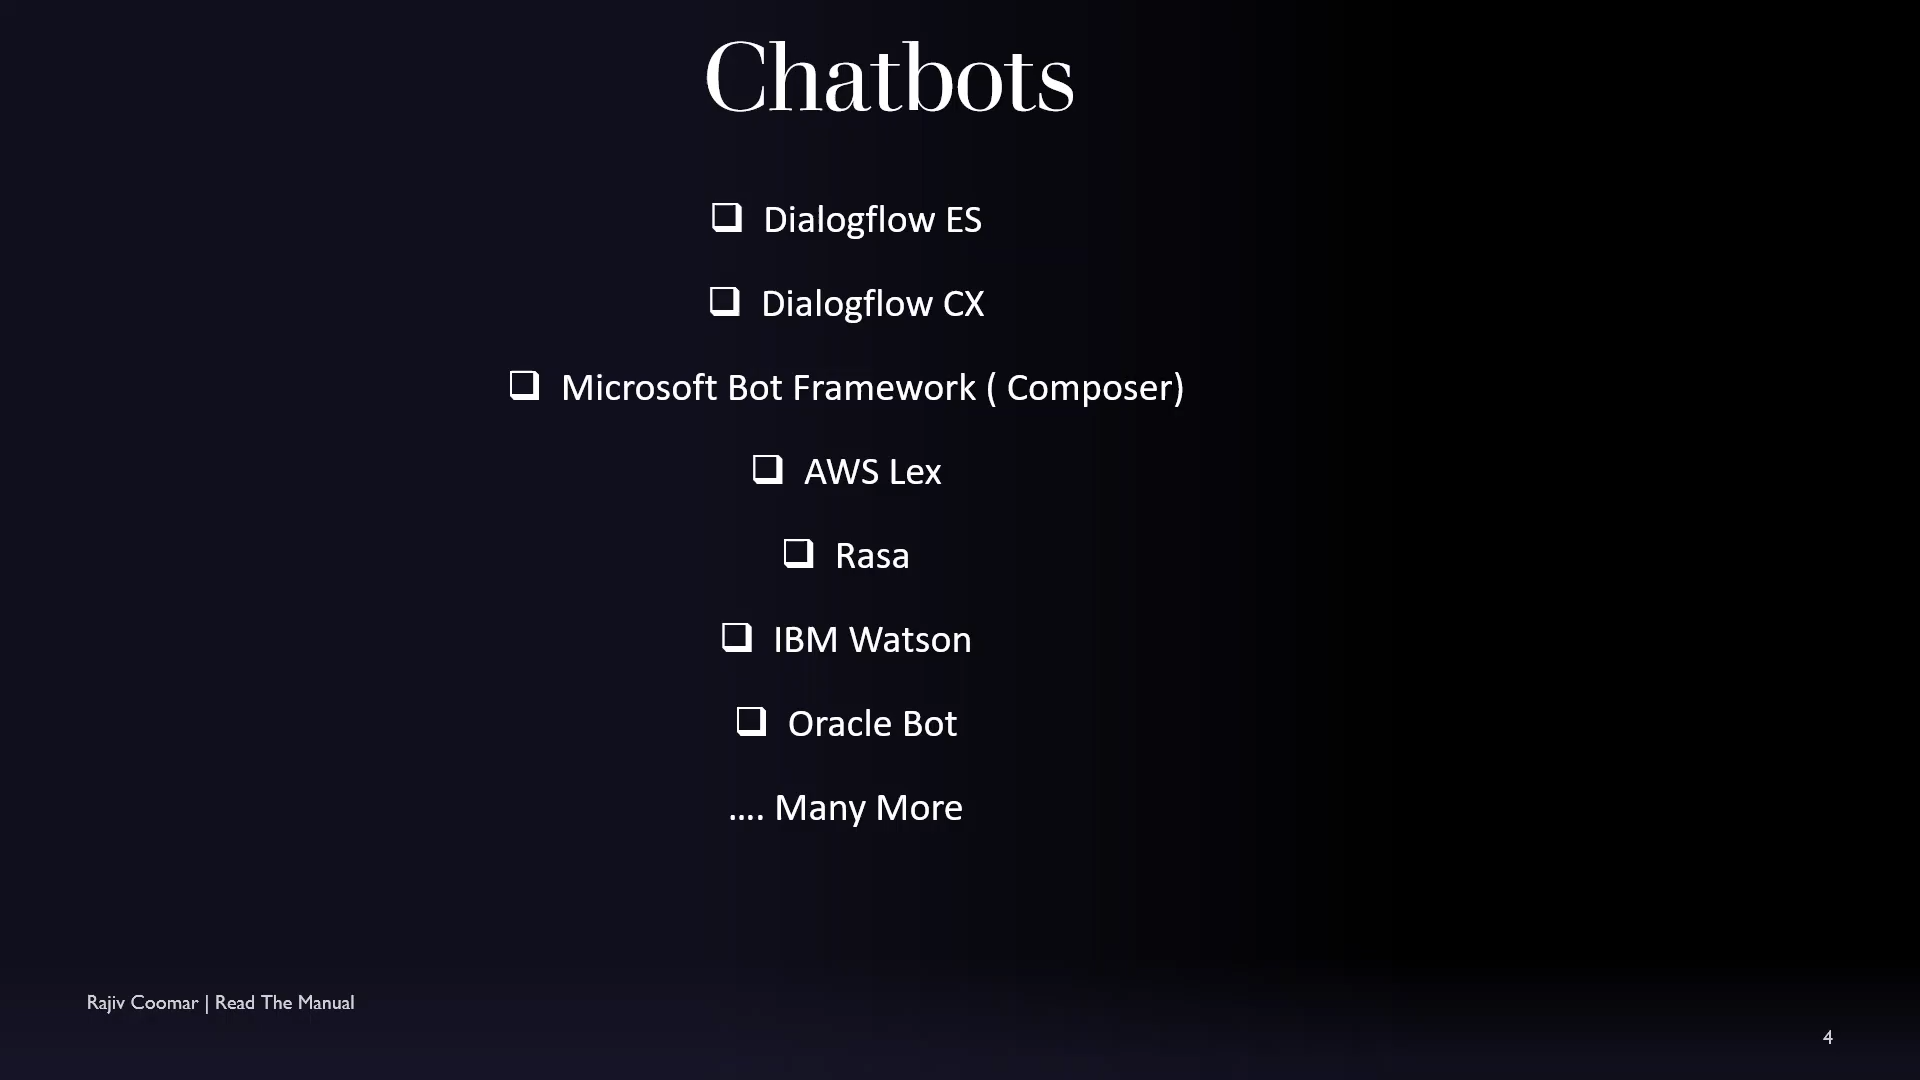 Chatbots
❑ Dialogflow ES
❑ Dialogflow CX
❑ Microsoft Bot Framework ( Composer)
❑ AWS Lex
❑ Rasa
❑ IBM Watson
❑ Oracle Bot
…. Many More
Rajiv Coomar | Read The Manual
4